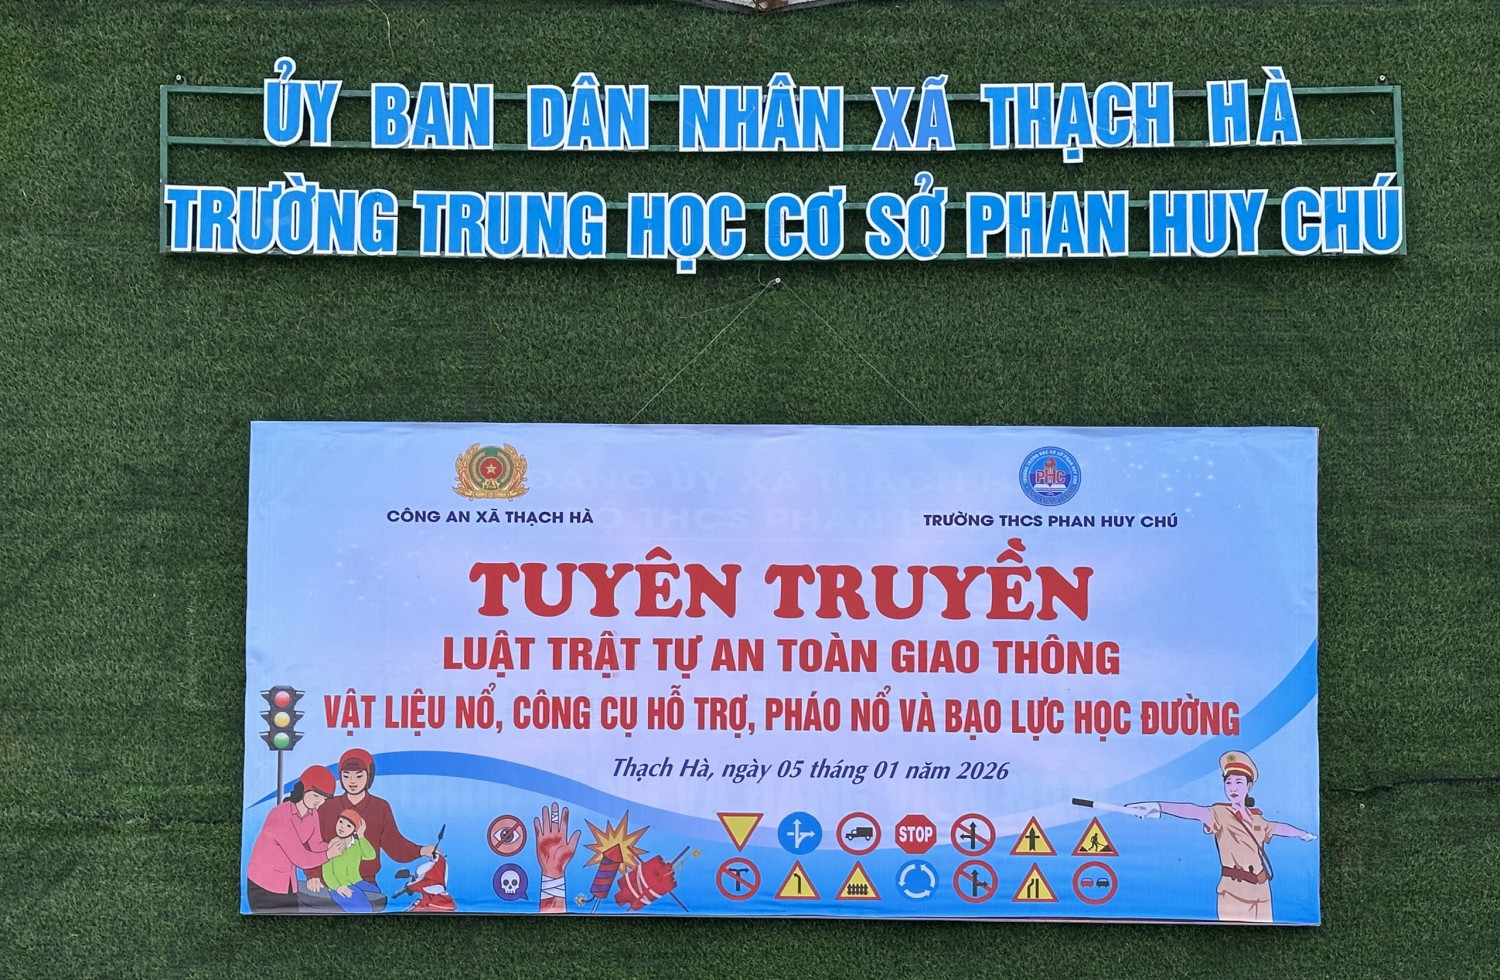 ỦY BAN DÂN NHÂN XÃ THẠCH HÀ
TRƯỜNG TRUNG HỌC CƠ SỞ PHAN HUY CHÚ
PHC
CÔNG AN XÃ THẠCH HÀ
TRƯỜNG THCS PHAN HUY CHÚ
TUYÊN TRUYỀN
LUẬT TRẬT TỰ AN TOÀN GIAO THÔNG
VẬT LIỆU NỔ, CÔNG CỤ HỖ TRỢ, PHÁO NỔ VÀ BẠO LỰC HỌC ĐƯỜNG
Thạch Hà, ngày 05 tháng 01 năm 2026
STOP